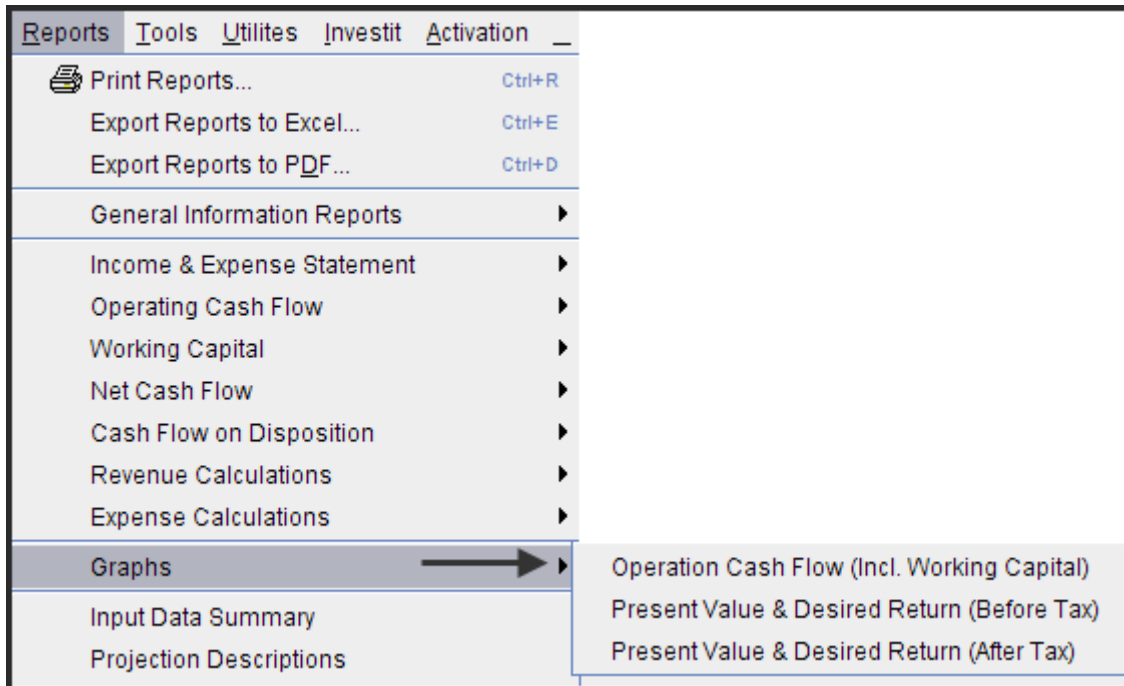 Reports Tools Utilites Investit Activation _
Print Reports... Ctrl+R
Export Reports to Excel... Ctrl+E
Export Reports to PDF... Ctrl+D
General Information Reports
Income & Expense Statement
Operating Cash Flow
Working Capital
Net Cash Flow
Cash Flow on Disposition
Revenue Calculations
Expense Calculations
Graphs
Operation Cash Flow (Incl. Working Capital)
Present Value & Desired Return (Before Tax)
Present Value & Desired Return (After Tax)
Input Data Summary
Projection Descriptions